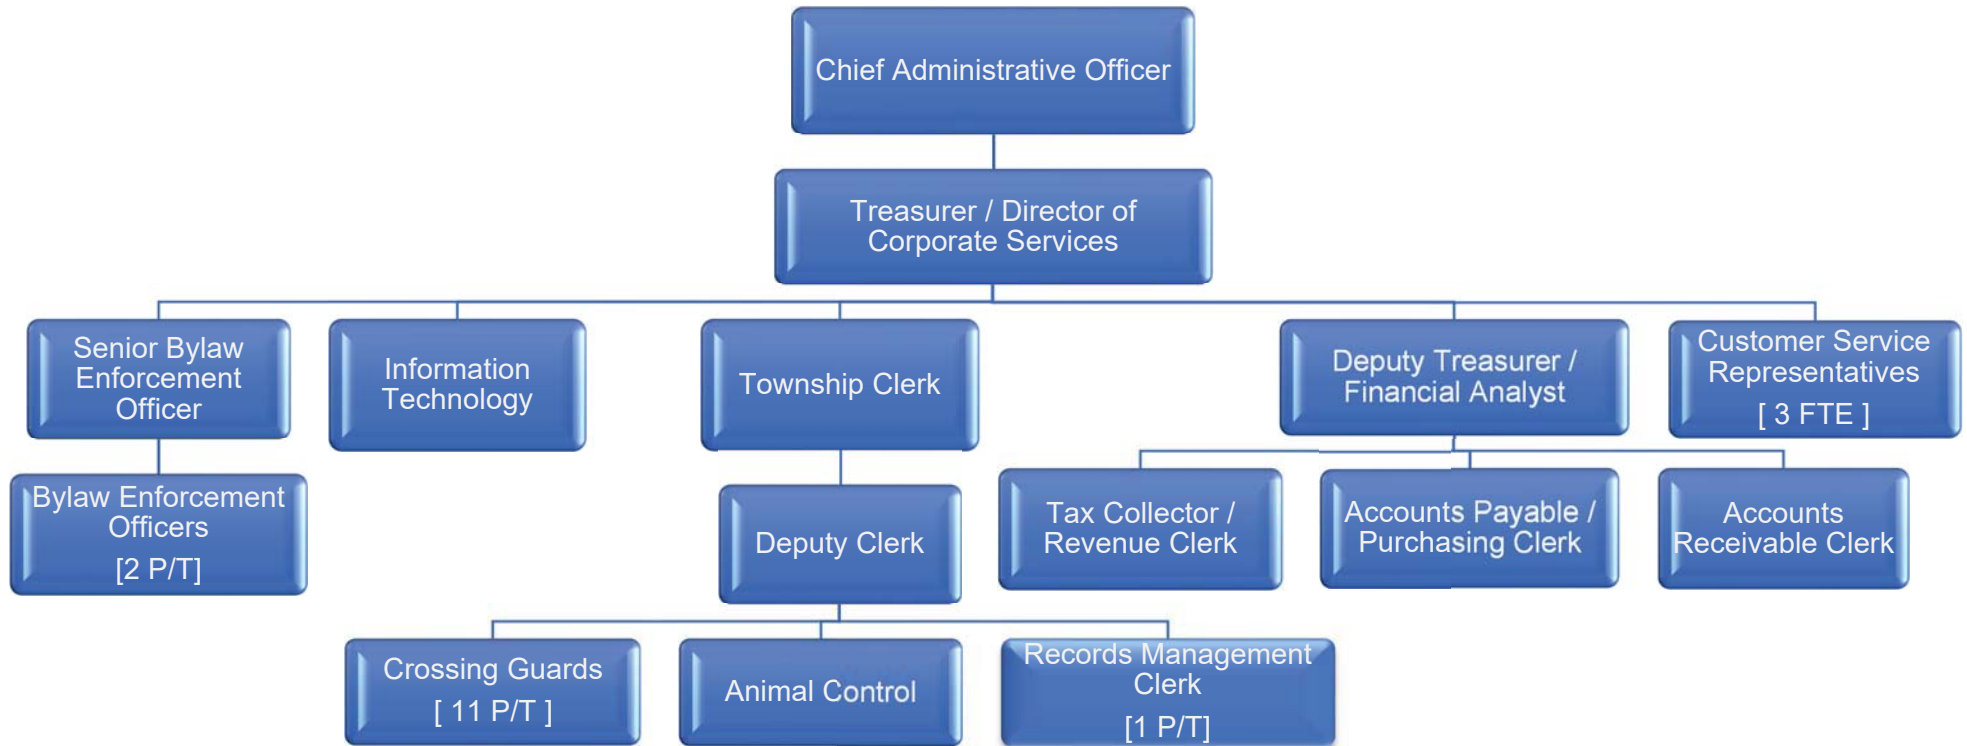 Chief Administrative Officer
Treasurer / Director of
Corporate Services
Senior Bylaw
Enforcement
Officer
Information
Technology
Township Clerk
Deputy Treasurer /
Financial Analyst
Customer Service
Representatives
[ 3 FTE ]
Bylaw Enforcement
Officers
[2 P/T]
Deputy Clerk
Tax Collector /
Revenue Clerk
Accounts Payable /
Purchasing Clerk
Accounts
Receivable Clerk
Crossing Guards
[ 11 P/T ]
Animal Control
Records Management
Clerk
[1 P/T]